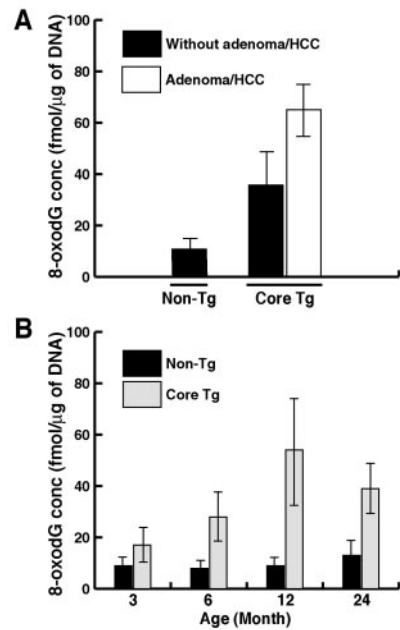 A
8-oxodG conc (fmol/μg of DNA)
100
80
60
40
20
0
Without adenoma/HCC
Adenoma/HCC
Non-Tg
Core Tg
B
8-oxodG conc (fmol/μg of DNA)
100
80
60
40
20
0
Non-Tg
Core Tg
3
6
12
24
Age (Month)